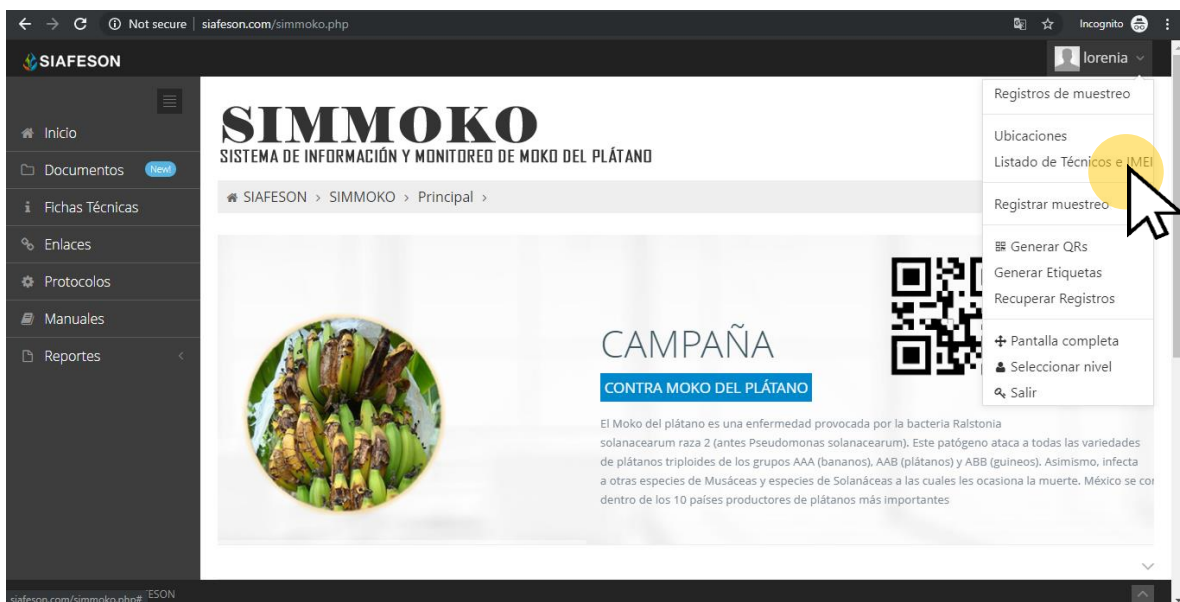 Not secure | siafeson.com/simmoko.php
Incognito
SIAFESON
lorenia
Inicio
Documentos New!
Fichas Técnicas
Enlaces
Protocolos
Manuales
Reportes
SIMMOKO
SISTEMA DE INFORMACIÓN Y MONITOREO DE MOKO DEL PLÁTANO
SIAFESON > SIMMOKO > Principal >
Registros de muestreo
Ubicaciones
Listado de Técnicos e IMEI
Registrar muestreo
Generar QRs
Generar Etiquetas
Recuperar Registros
Pantalla completa
Seleccionar nivel
Salir
CAMPAÑA
CONTRA MOKO DEL PLÁTANO
El Moko del plátano es una enfermedad provocada por la bacteria Ralstonia
solanacearum raza 2 (antes Pseudomonas solanacearum). Este patógeno ataca a todas las variedades
de plátanos triploides de los grupos AAA (bananos), AAB (plátanos) y ABB (guineos). Asimismo, infecta
a otras especies de Musáceas y especies de Solanáceas a las cuales les ocasiona la muerte. México se
dentro de los 10 países productores de plátanos más importantes
siafeson.com/simmoko.php#